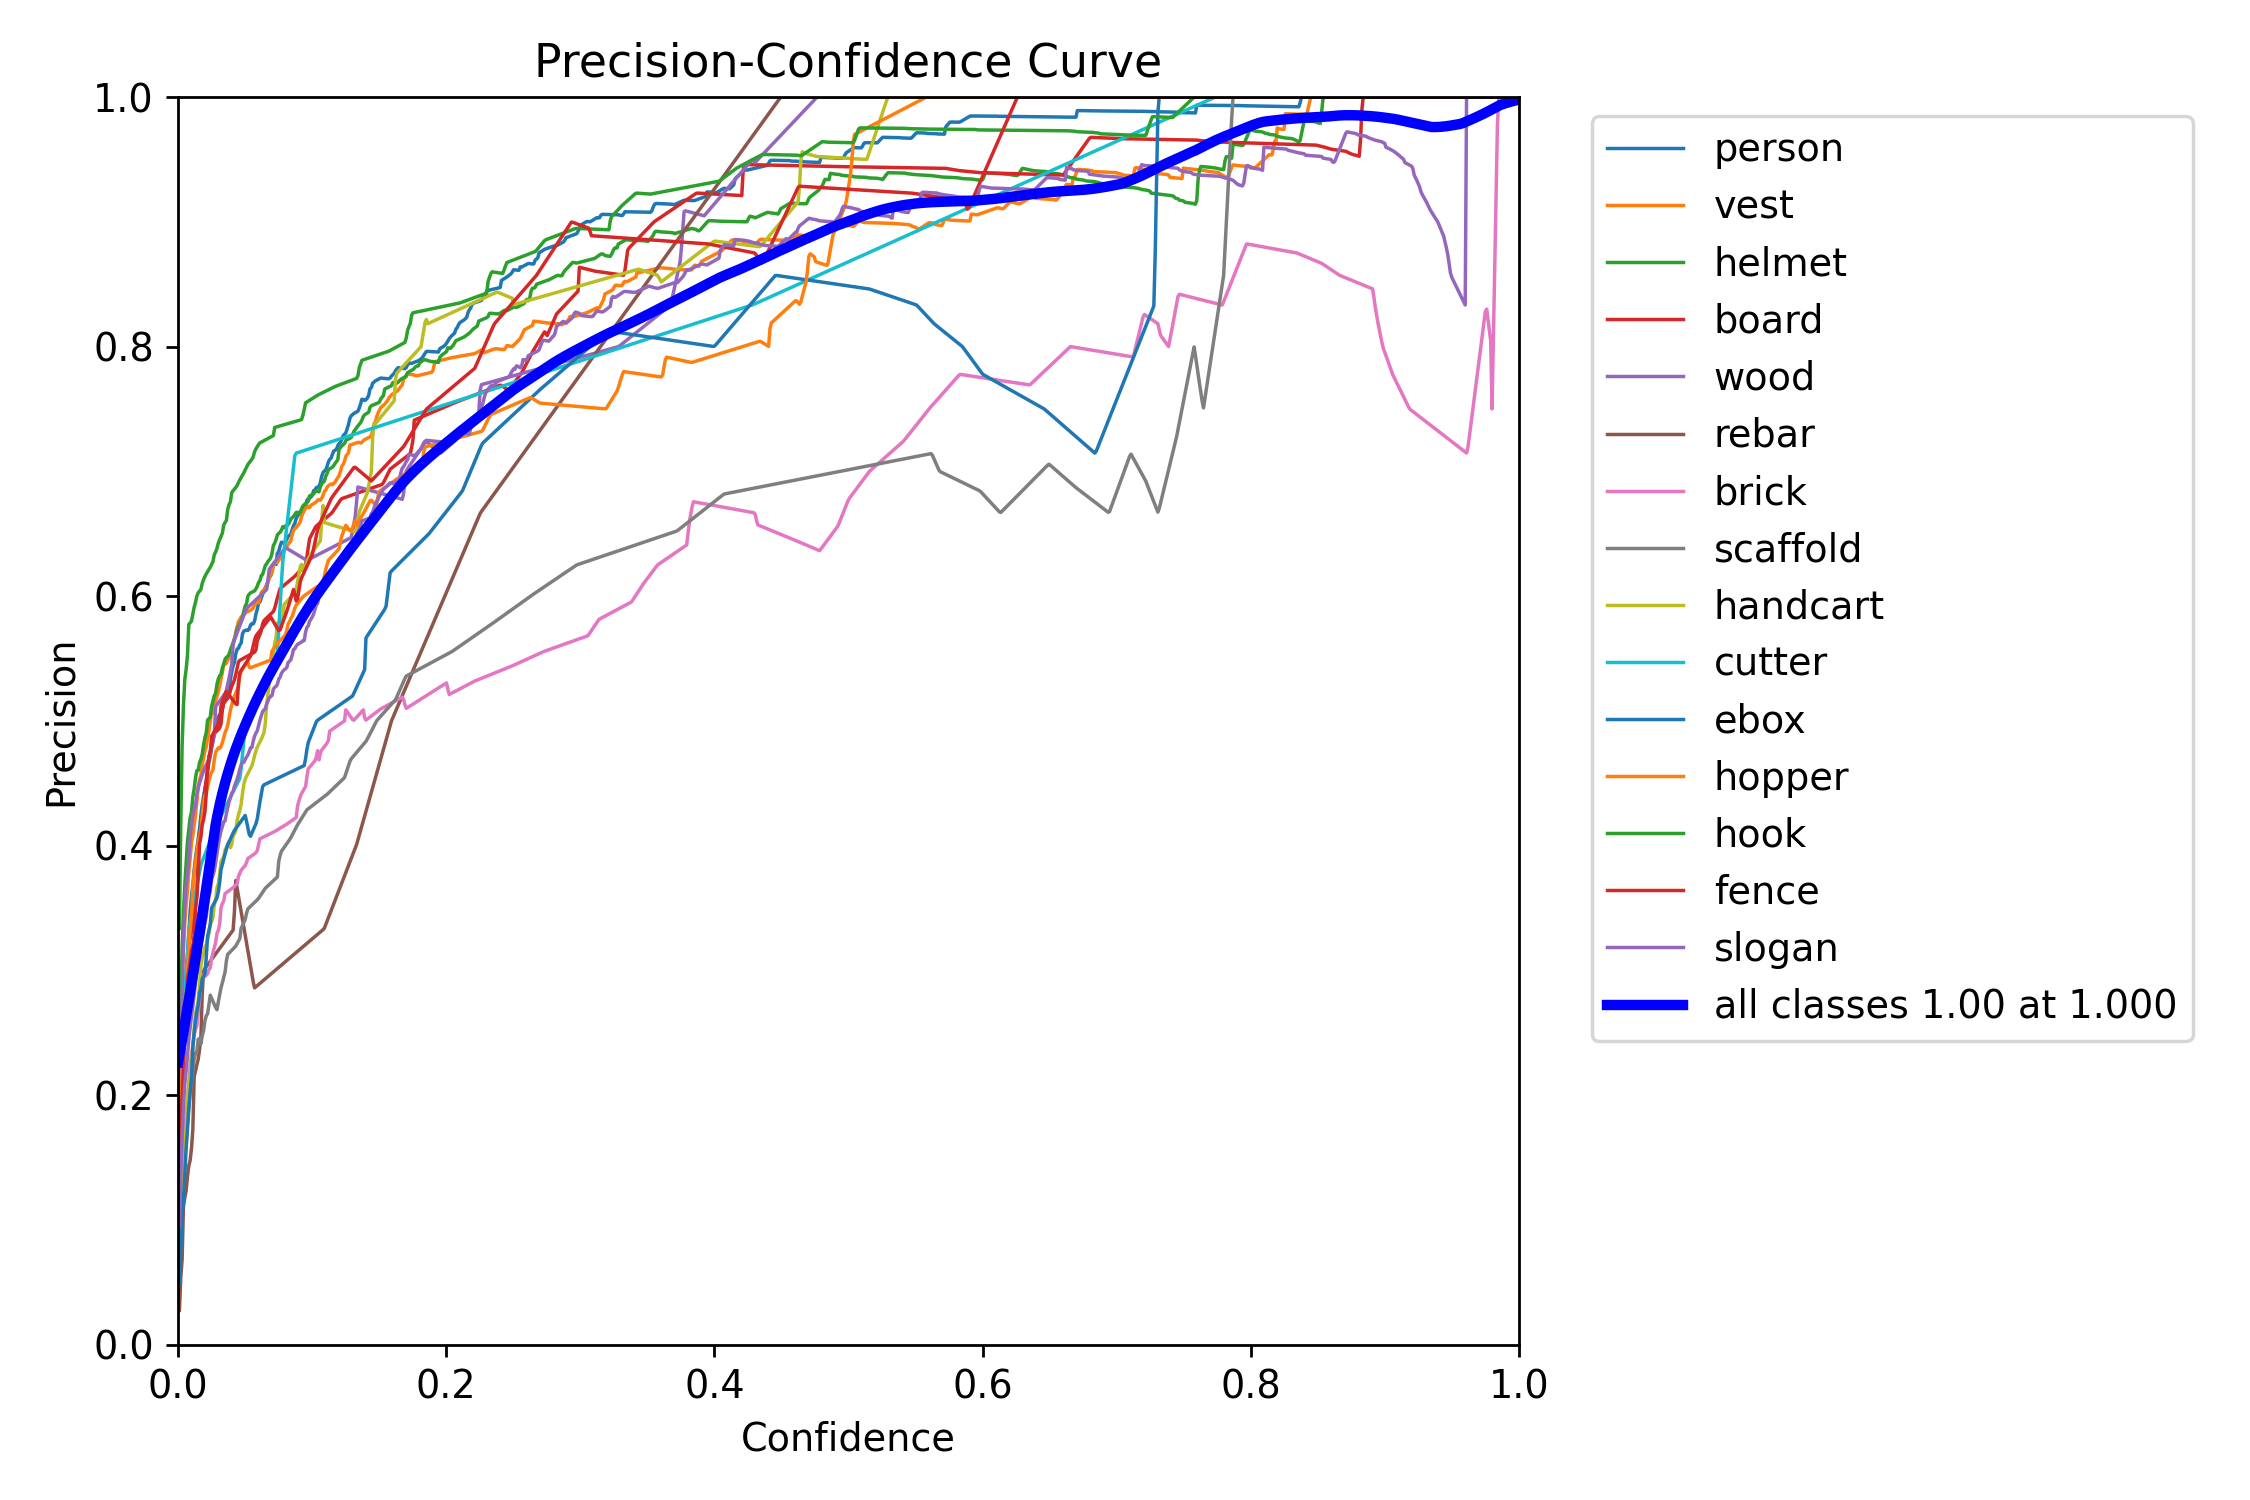 Precision-Confidence Curve
1.0
0.8
0.6
0.4
0.2
0.0
Precision
0.0 0.2 0.4 0.6 0.8 1.0
Confidence
person
vest
helmet
board
wood
rebar
brick
scaffold
handcart
cutter
ebox
hopper
hook
fence
slogan
all classes 1.00 at 1.000